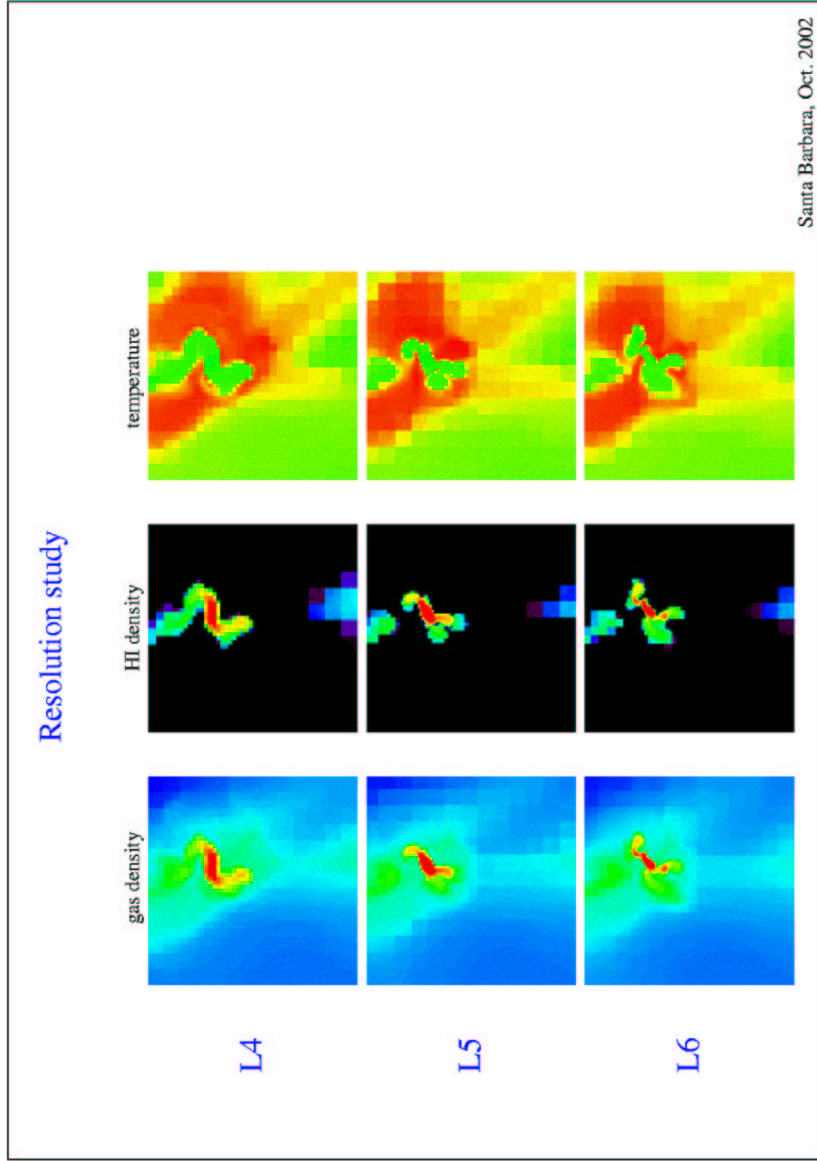 Resolution study
gas density HI density temperature
L4
L5
L6
Santa Barbara, Oct. 2002